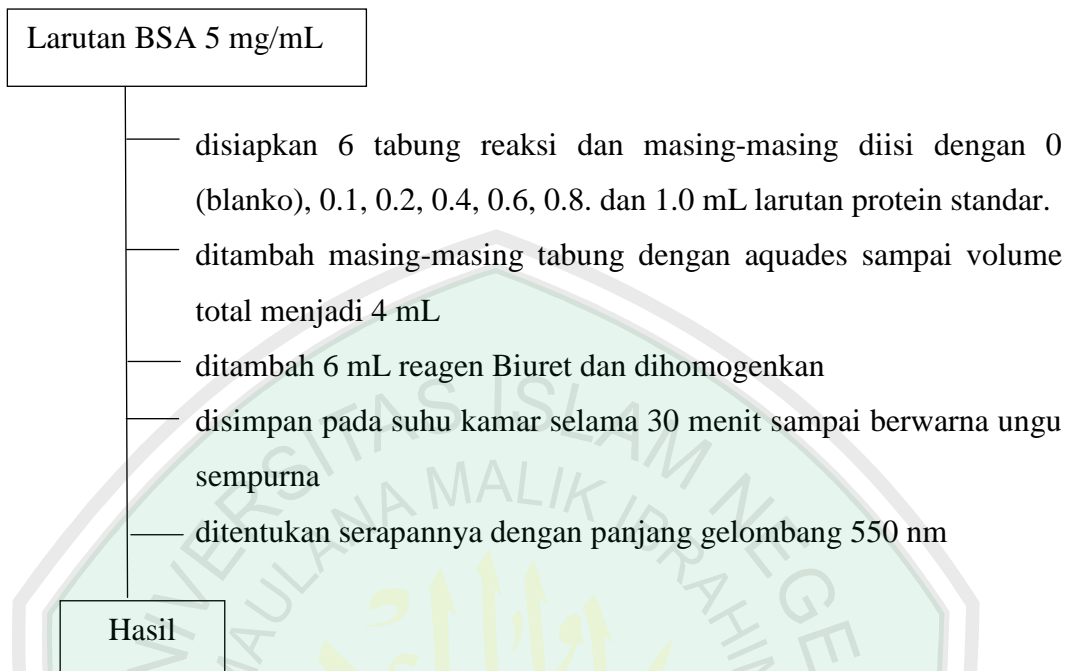 Larutan BSA 5 mg/mL
disiapkan 6 tabung reaksi dan masing-masing diisi dengan 0
(blanko), 0.1, 0.2, 0.4, 0.6, 0.8. dan 1.0 mL larutan protein standar.
ditambah masing-masing tabung dengan aquades sampai volume
total menjadi 4 mL
ditambah 6 mL reagen Biuret dan dihomogenkan
disimpan pada suhu kamar selama 30 menit sampai berwarna ungu
sempurna
ditentukan serapannya dengan panjang gelombang 550 nm
Hasil